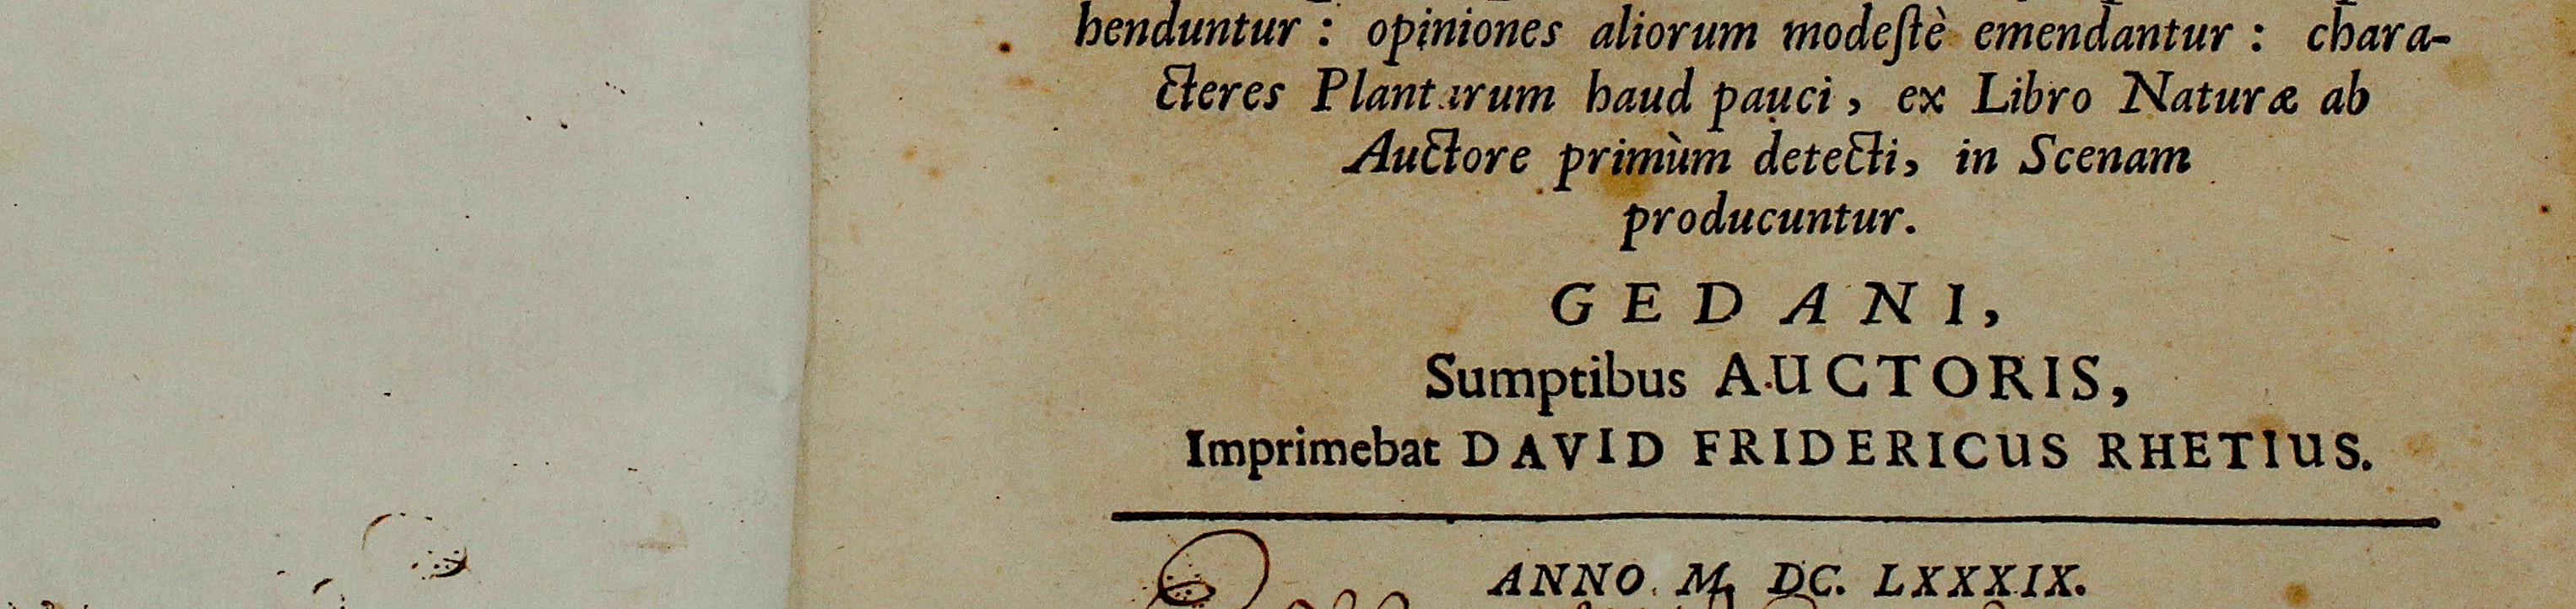 henduntur : opiniones aliorum modeſtè emendantur : chara-
cteres Plantarum haud pauci, ex Libro Naturæ ab
Auctore primùm detecti, in Scenam
producuntur.
GEDANI,
Sumptibus AUCTORIS,
Imprimebat DAVID FRIDERICUS RHETIUS.
ANNO M. DC. LXXXIX.